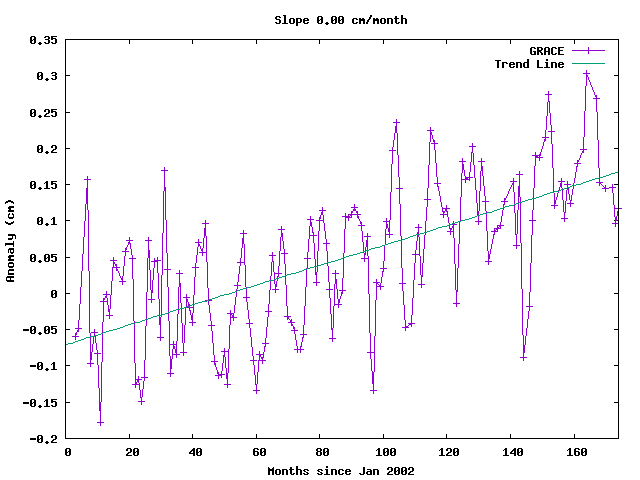 Slope 0.00 cm/month
0.35
GRACE
Trend Line
0.3
0.25
0.2
0.15
0.1
0.05
0
-0.05
-0.1
-0.15
-0.2
Anomaly (cm)
0 20 40 60 80 100 120 140 160
Months since Jan 2002